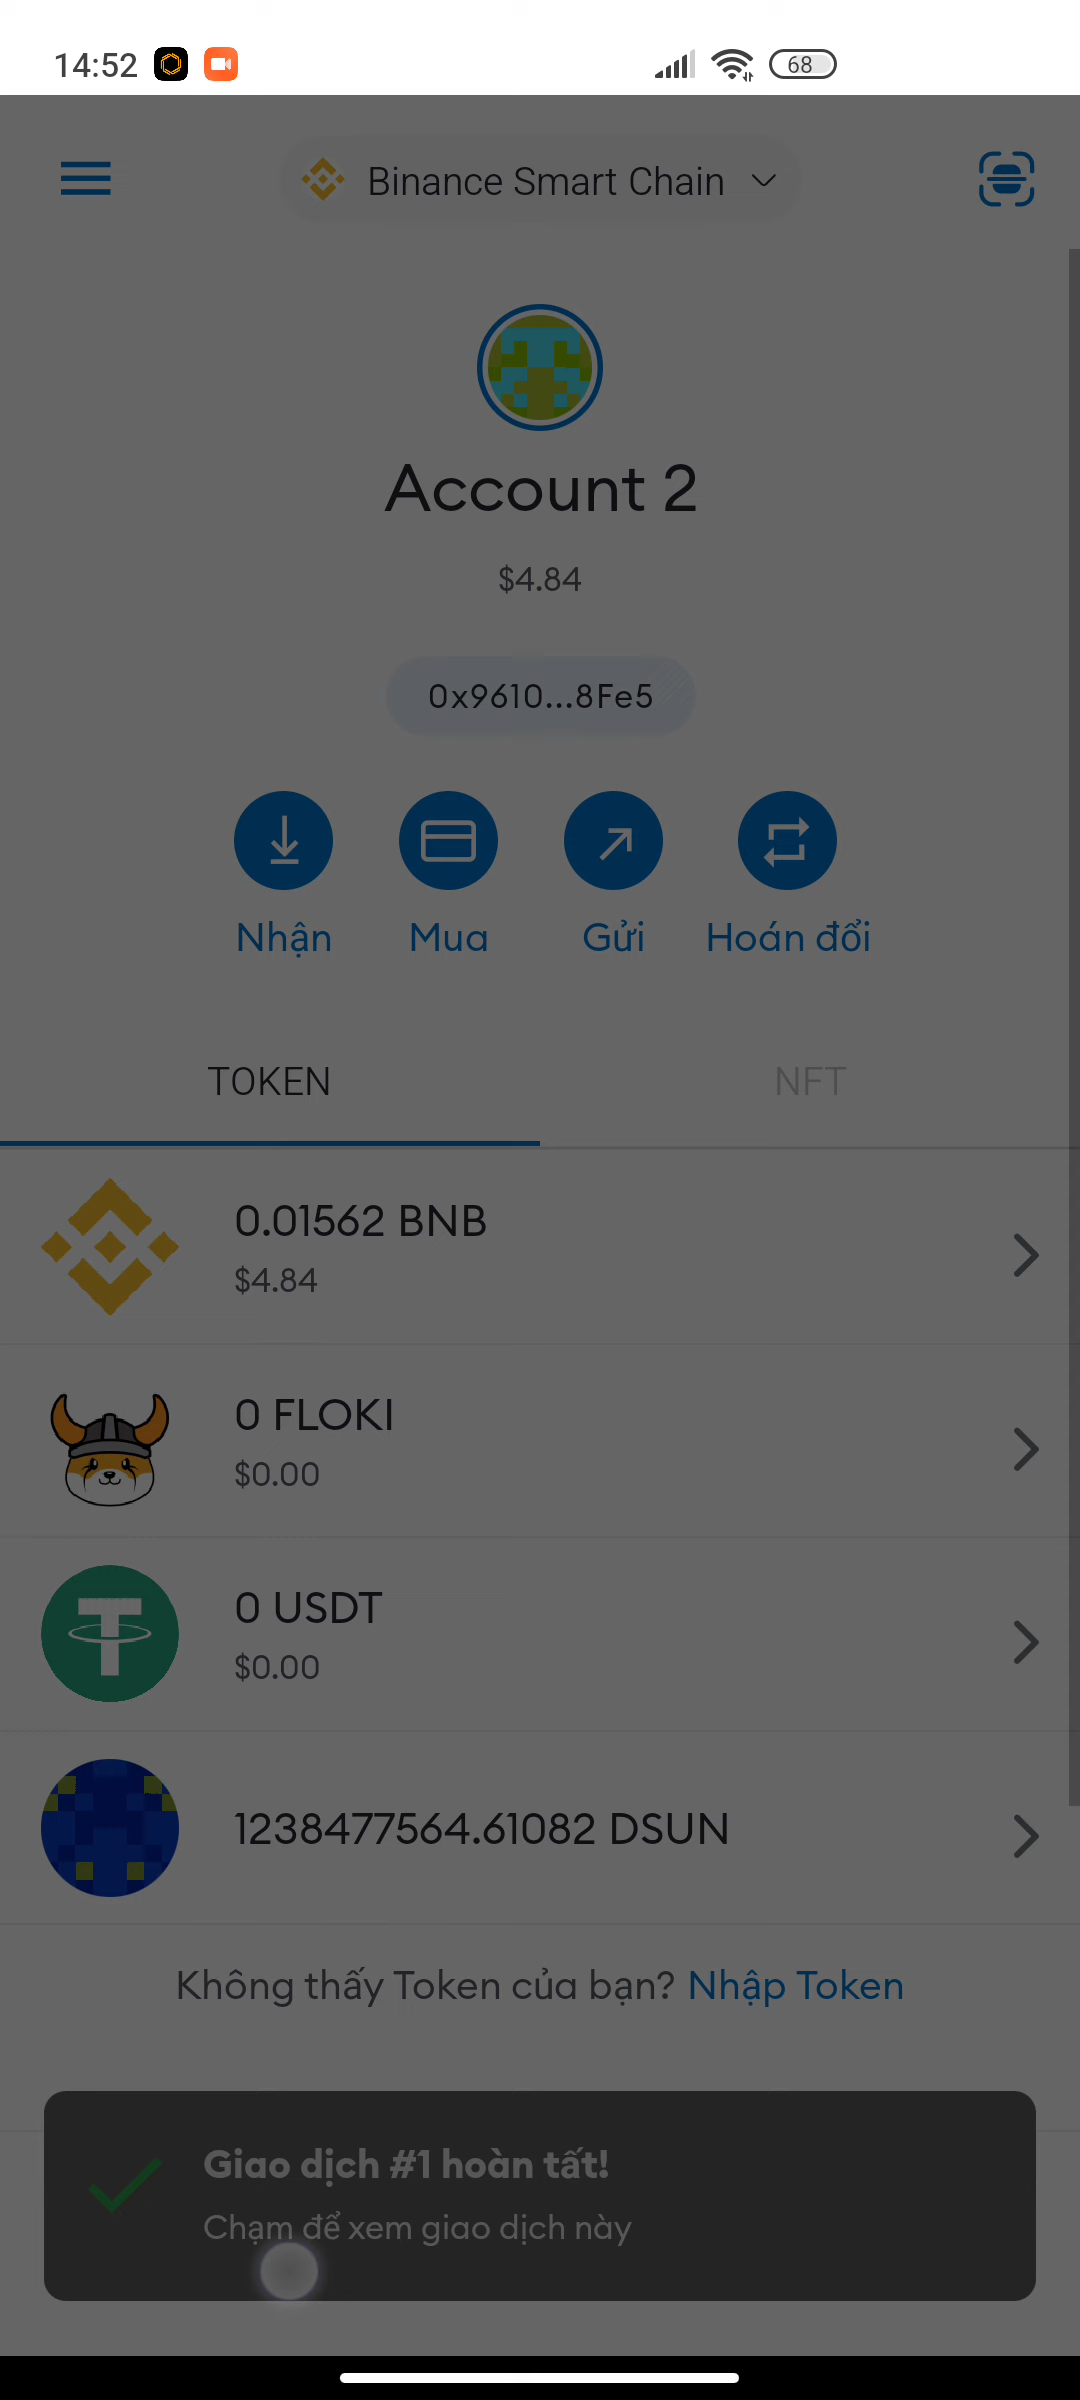 14:52
68
Binance Smart Chain
Account 2
$4.84
0x9610...8Fe5
Nhận
Mua
Gửi
Hoán đổi
TOKEN
NFT
0.01562 BNB
$4.84
0 FLOKI
$0.00
0 USDT
$0.00
1238477564.61082 DSUN
Không thấy Token của bạn? Nhập Token
Giao dịch #1 hoàn tất!
Chạm để xem giao dịch này